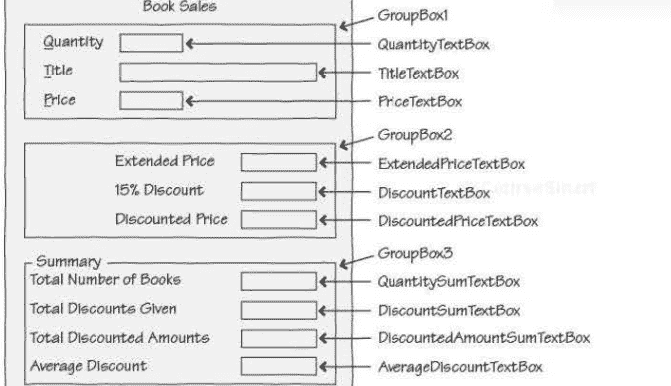 Book Sales
GroupBox1
Quantity QuantityTextBox
Title TitleTextBox
Price PriceTextBox
GroupBox2
Extended Price ExtendedPriceTextBox
15% Discount DiscountTextBox
Discounted Price DiscountedPriceTextBox
GroupBox3
Summary
Total Number of Books QuantitySumTextBox
Total Discounts Given DiscountSumTextBox
Total Discounted Amounts DiscountedAmountSumTextBox
Average Discount AverageDiscountTextBox